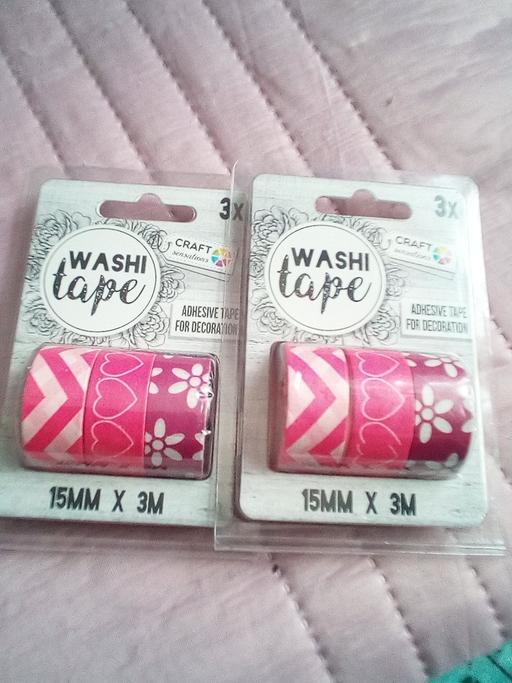 3x
CRAFT
sensations
WASHI
tape
ADHESIVE TAPE
FOR DECORATION
15MM X 3M
3x
CRAFT
sensations
WASHI
tape
ADHESIVE TAPE
FOR DECORATION
15MM X 3M